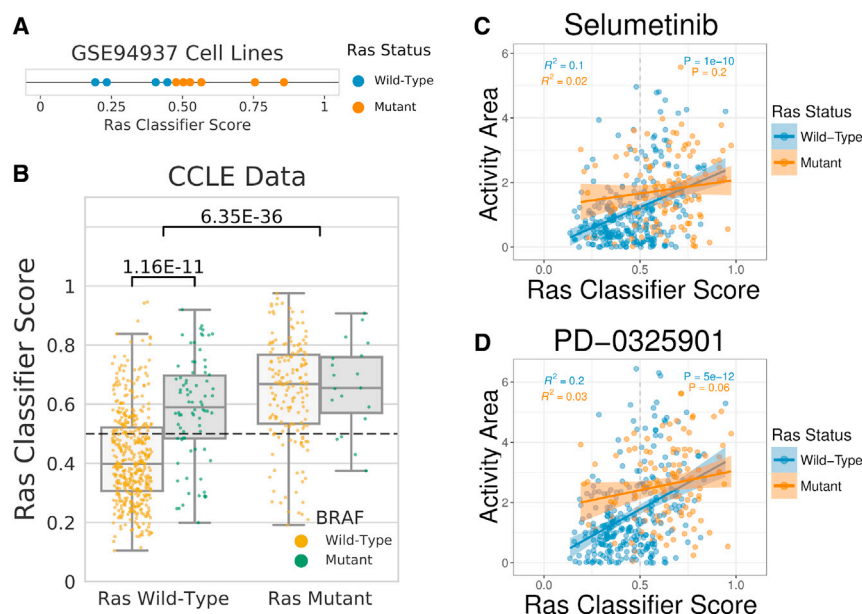 A
GSE94937 Cell Lines
0
0.25
0.50
0.75
1
Ras Classifier Score
Ras Status
Wild-Type
Mutant
B
CCLE Data
6.35E-36
1.16E-11
1
0.8
0.6
0.4
0.2
0
Ras Classifier Score
BRAF
Wild-Type
Mutant
Ras Wild-Type
Ras Mutant
C
Selumetinib
R² = 0.1
R² = 0.02
P = 1e-10
P = 0.2
6
4
2
0
Activity Area
0.0
0.5
1.0
Ras Classifier Score
Ras Status
Wild−Type
Mutant
D
PD−0325901
R² = 0.2
R² = 0.03
P = 5e-12
P = 0.06
6
4
2
0
Activity Area
0.0
0.5
1.0
Ras Classifier Score
Ras Status
Wild−Type
Mutant